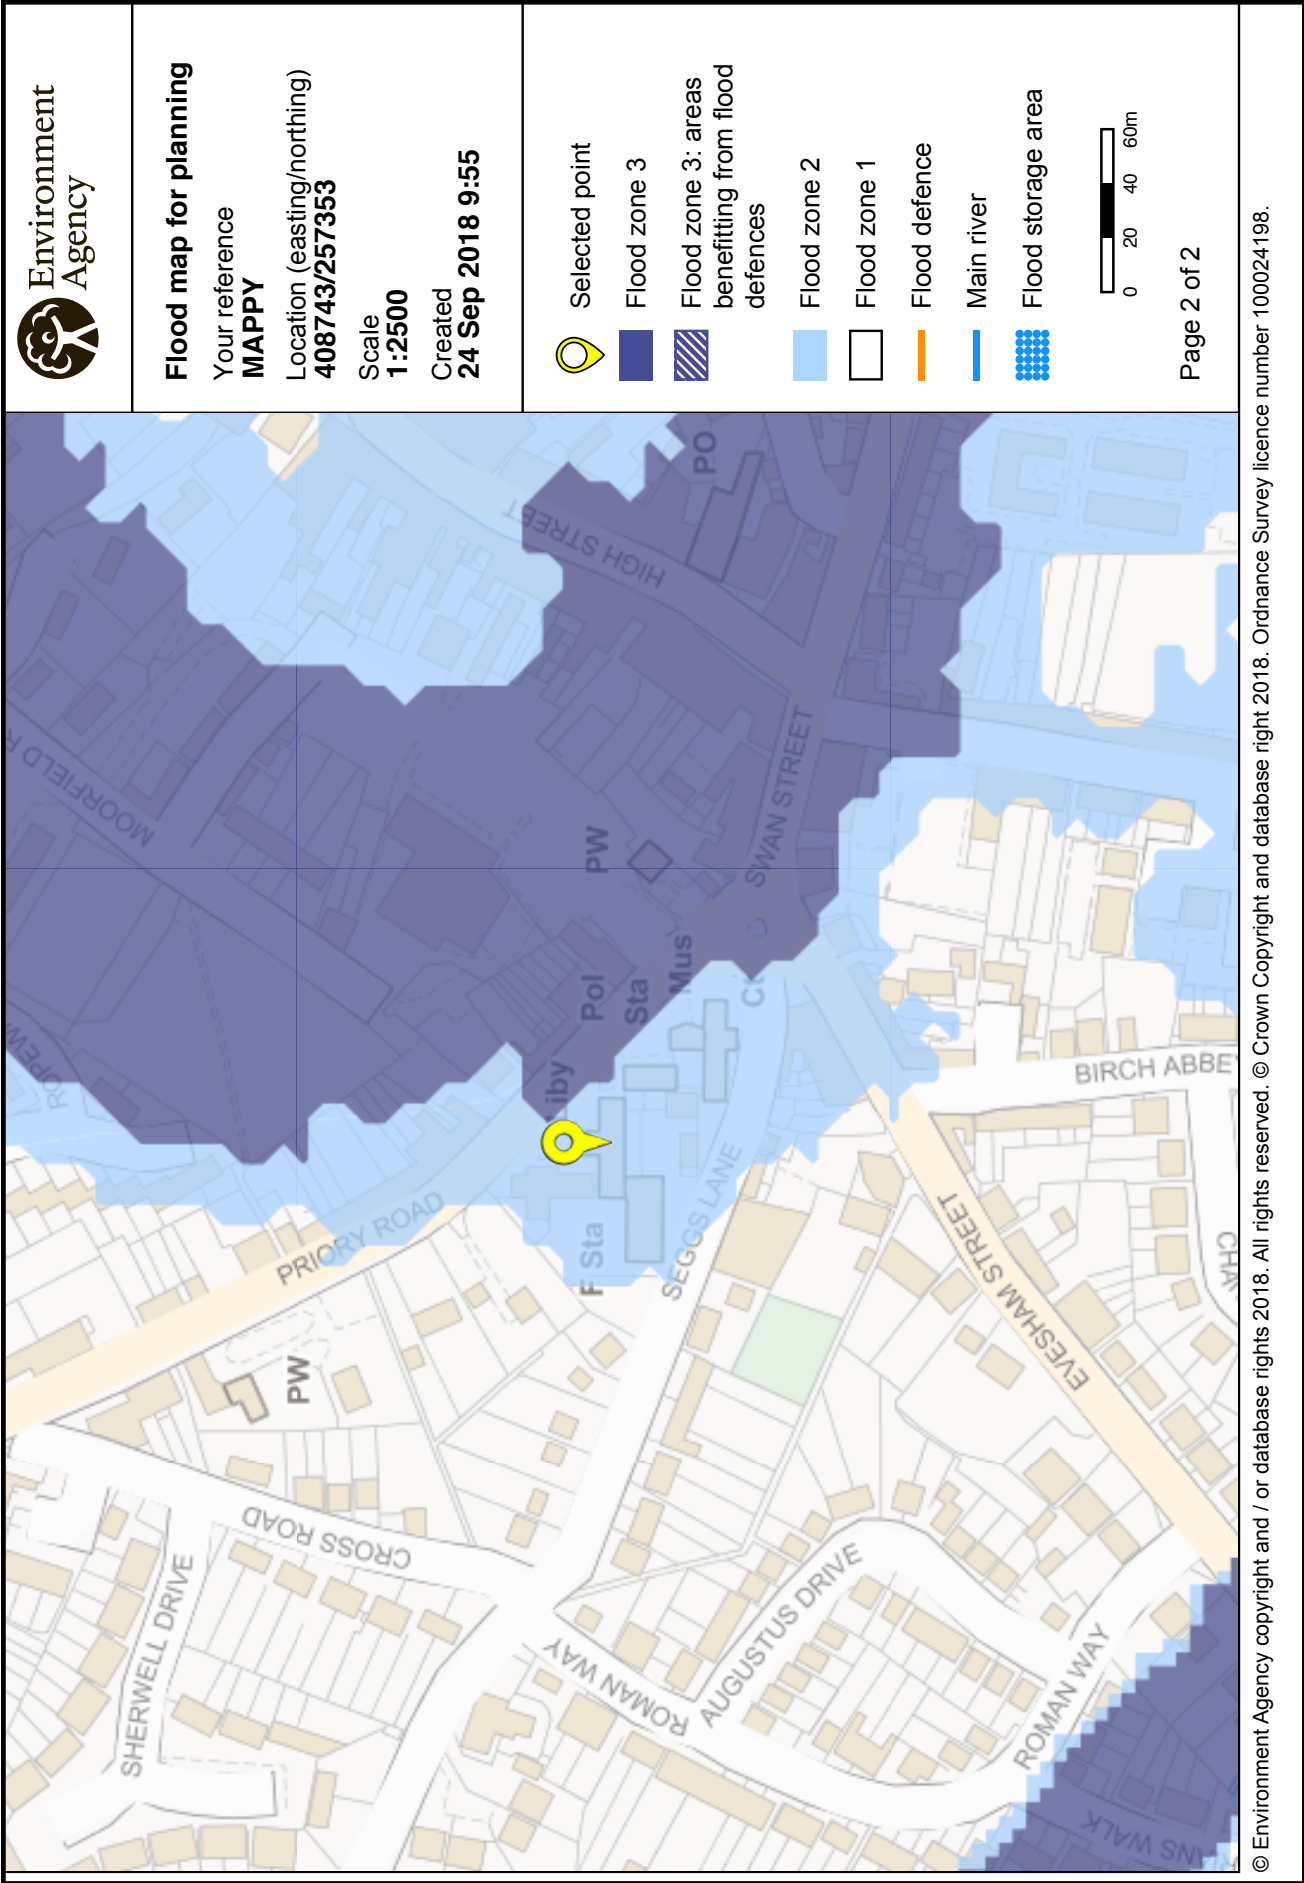 Environment
Agency
Flood map for planning
Your reference
MAPPY
Location (easting/northing)
408743/257353
Scale
1:2500
Created
24 Sep 2018 9:55
Selected point
Flood zone 3
Flood zone 3: areas
benefitting from flood
defences
Flood zone 2
Flood zone 1
Flood defence
Main river
Flood storage area
0 20 40 60m
Page 2 of 2
SHERWELL DRIVE
CROSS ROAD
PW
PRIORY ROAD
MOORFIELD R
F Sta
iby
Pol
Sta
Mus
PW
HIGH STREET
PO
SWAN STREET
SEGGS LANE
ROMAN WAY
AUGUSTUS DRIVE
ROMAN WAY
EVESHAM STREET
BIRCH ABBE
CHA
ANS WALK
© Environment Agency copyright and / or database rights 2018. All rights reserved. © Crown Copyright and database right 2018. Ordnance Survey licence number 100024198.